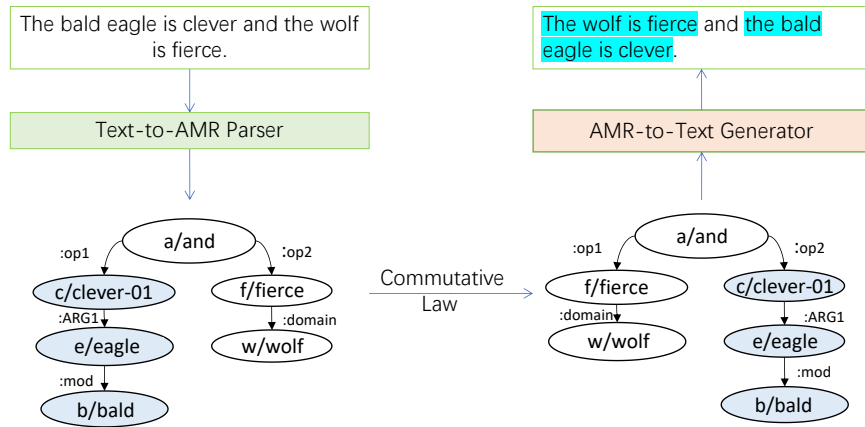 The bald eagle is clever and the wolf
is fierce.
Text-to-AMR Parser
:op1
a/and
:op2
c/clever-01
f/fierce
:ARG1
:domain
e/eagle
w/wolf
:mod
b/bald
Commutative
Law
The wolf is fierce and the bald
eagle is clever.
AMR-to-Text Generator
:op1
a/and
:op2
f/fierce
c/clever-01
:domain
:ARG1
w/wolf
e/eagle
:mod
b/bald